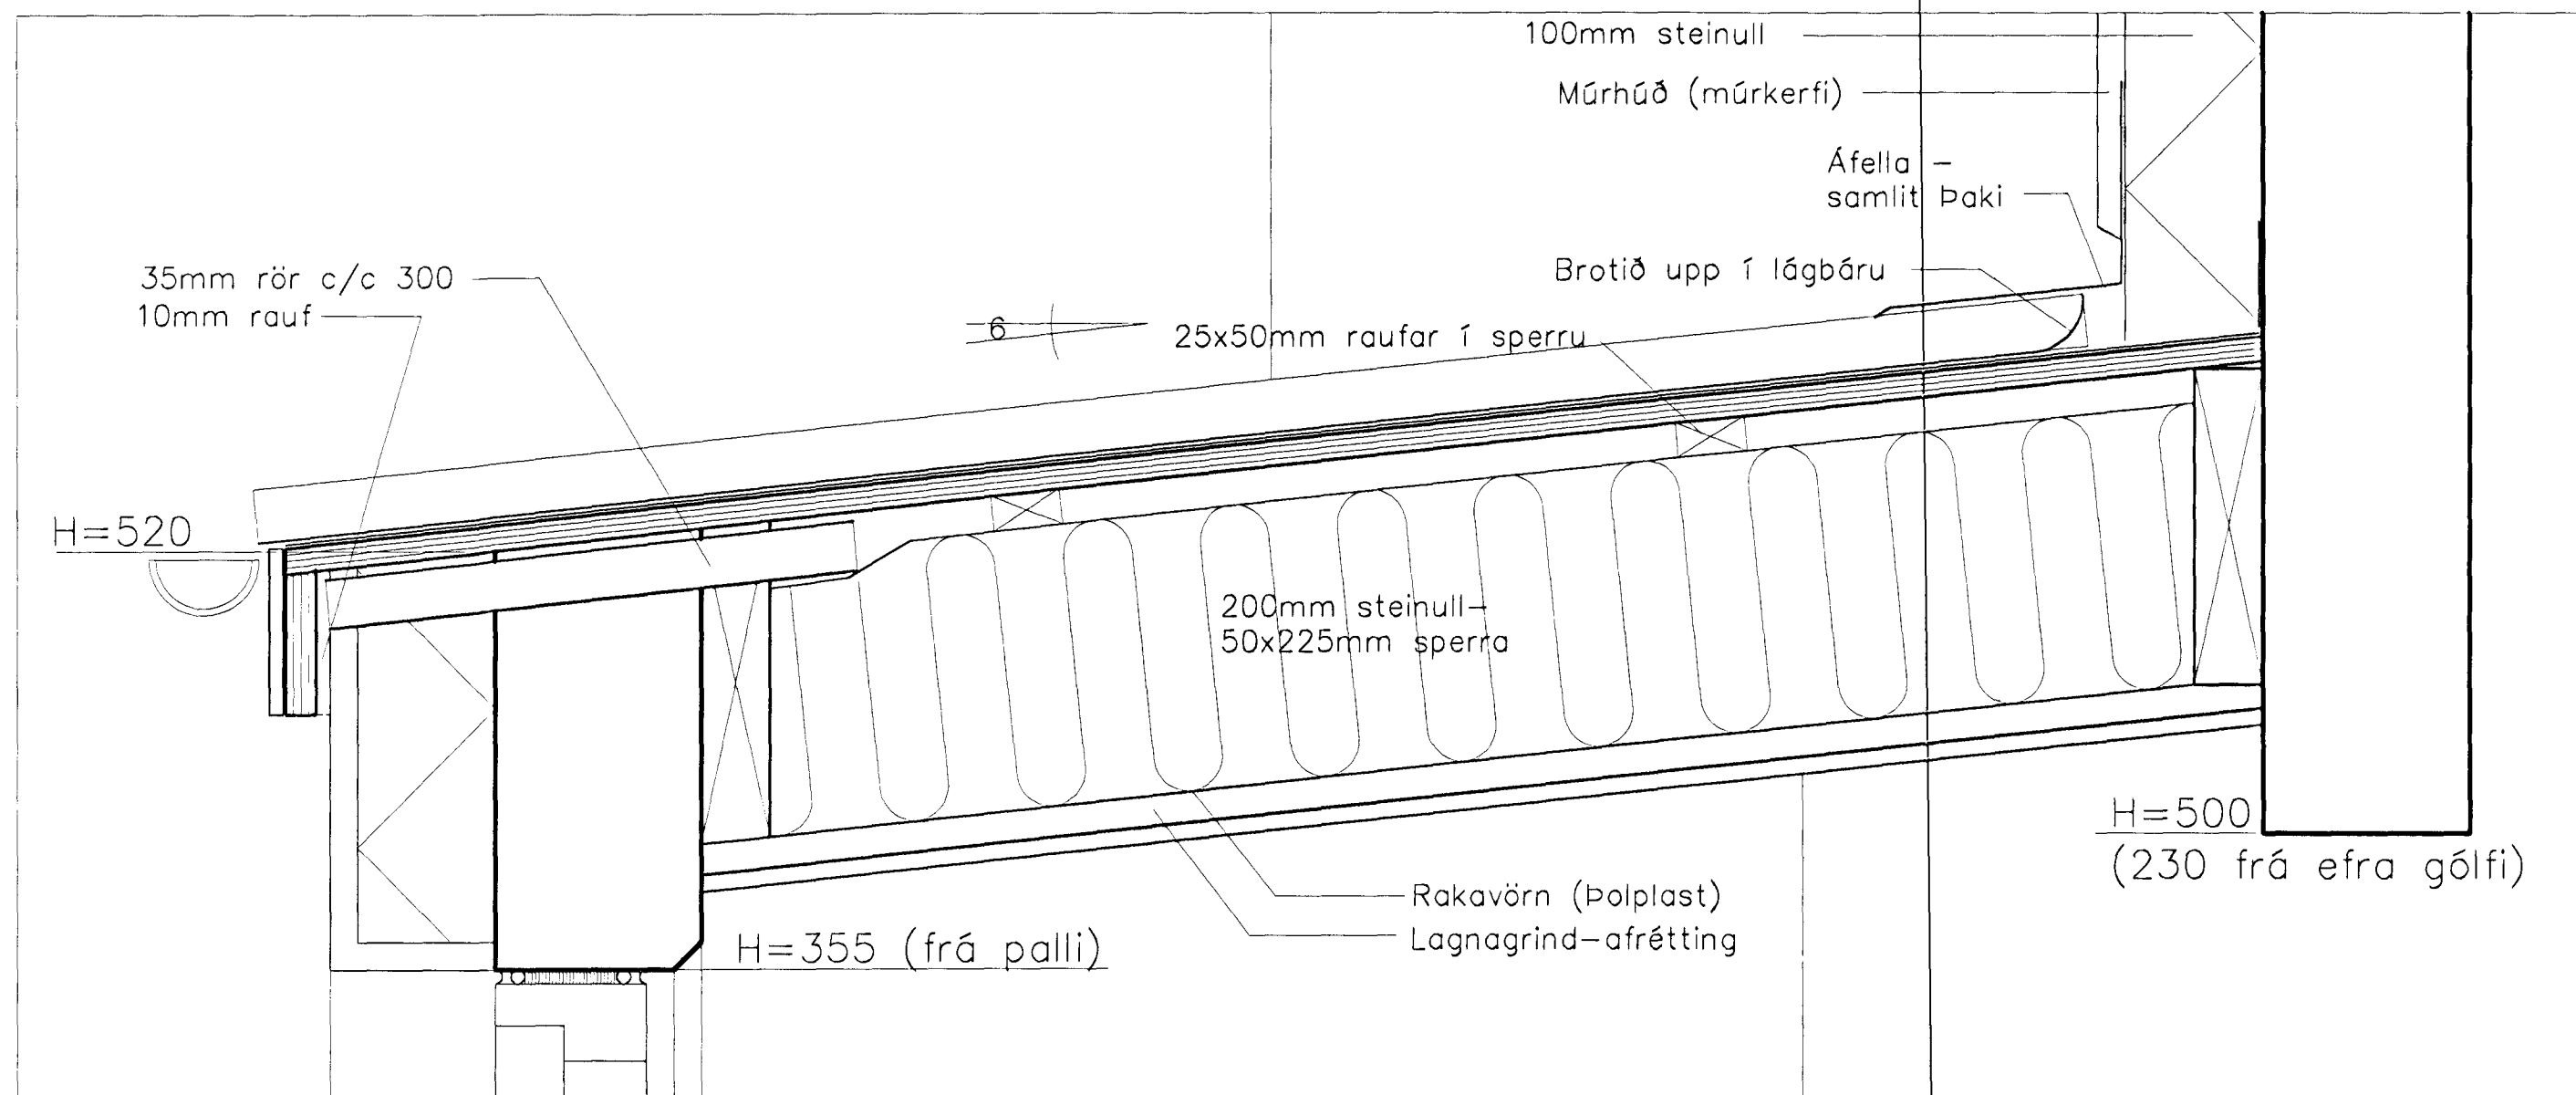 100mm steinull
Múrhúð (múrkerfi)
Áfella -
samlit Þaki
Brotið upp í lágbáru
35mm rör c/c 300
10mm rauf
6
25x50mm raufar í sperru
H=520
200mm steinull-
50x225mm sperra
H=500
(230 frá efra gólfi)
Rakavörn (Þolplast)
Lagnagrind-afrétting
H=355 (frá palli)